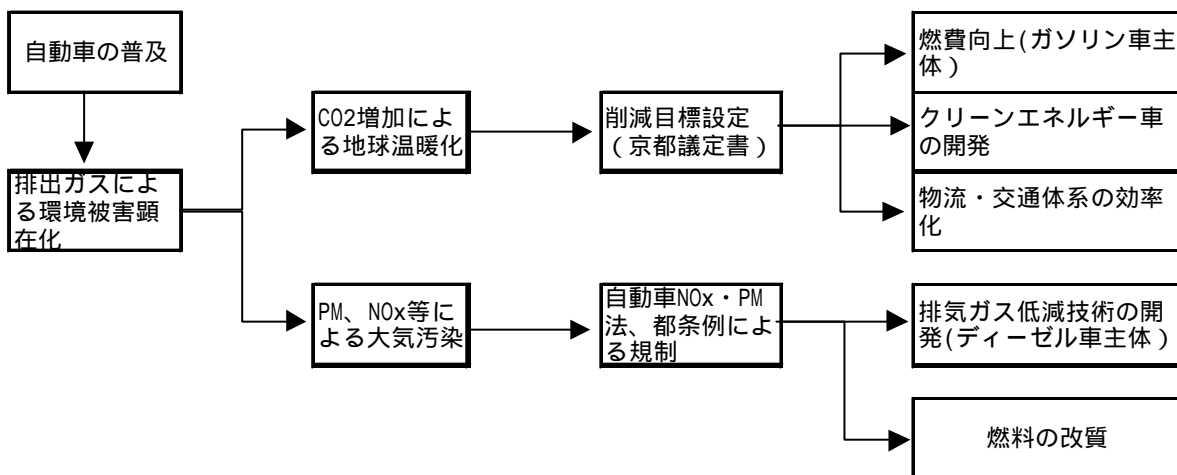 自動車の普及
排出ガスによ
る環境被害顕
在化
CO2増加によ
る地球温暖化
削減目標設定
(京都議定書)
燃費向上(ガソリン車主
体)
クリーンエネルギー車
の開発
物流・交通体系の効率
化
PM、NOx等に
よる大気汚染
自動車NOx・PM
法、都条例によ
る規制
排気ガス低減技術の開
発(ディーゼル車主体)
燃料の改質